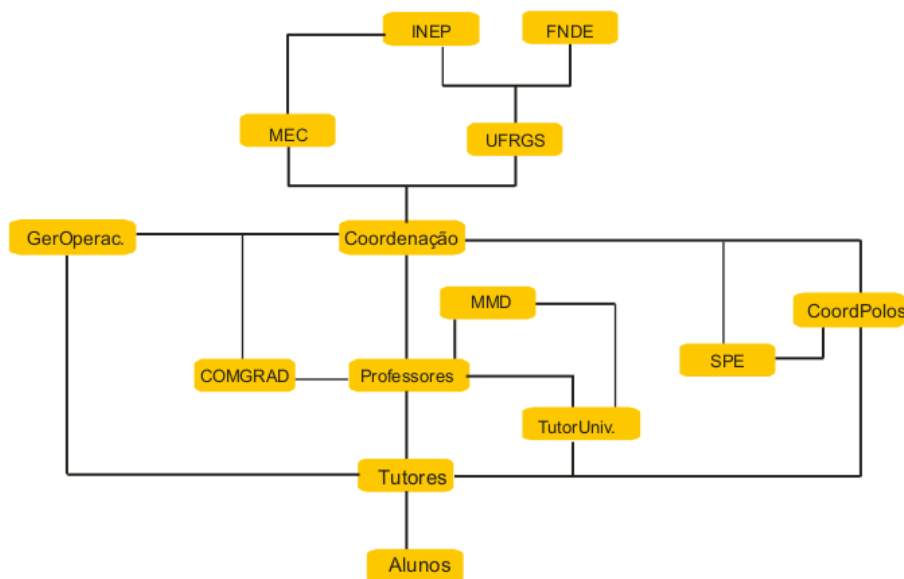 INEP
FNDE
MEC
UFRGS
GerOperac.
Coordenação
MMD
CoordPolos
SPE
COMGRAD
Professores
TutorUniv.
Tutores
Alunos